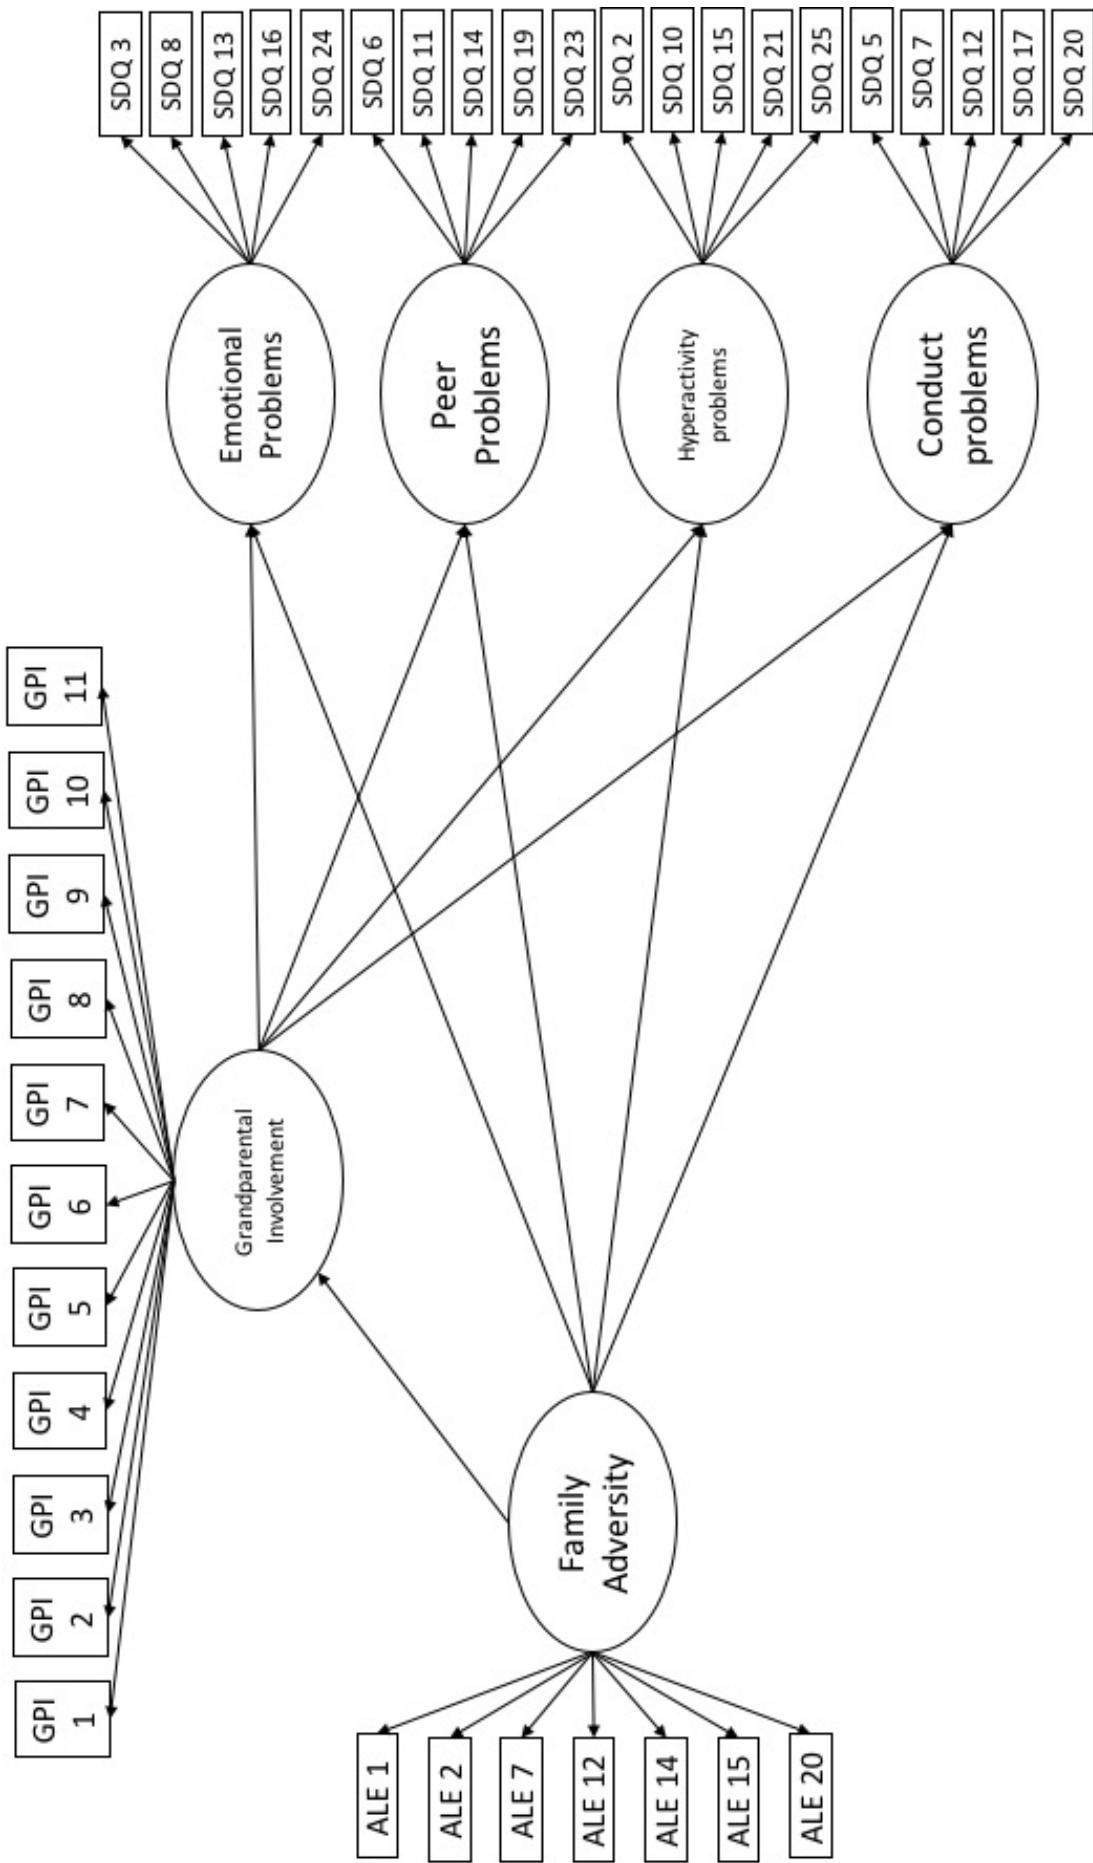 GPI
1
GPI
2
GPI
3
GPI
4
GPI
5
GPI
6
GPI
7
GPI
8
GPI
9
GPI
10
GPI
11
Grandparental
Involvement
Family
Adversity
ALE 1
ALE 2
ALE 7
ALE 12
ALE 14
ALE 15
ALE 20
Emotional
Problems
Peer
Problems
Hyperactivity
problems
Conduct
problems
SDQ 3
SDQ 8
SDQ 13
SDQ 16
SDQ 24
SDQ 6
SDQ 11
SDQ 14
SDQ 19
SDQ 23
SDQ 2
SDQ 10
SDQ 15
SDQ 21
SDQ 25
SDQ 5
SDQ 7
SDQ 12
SDQ 17
SDQ 20